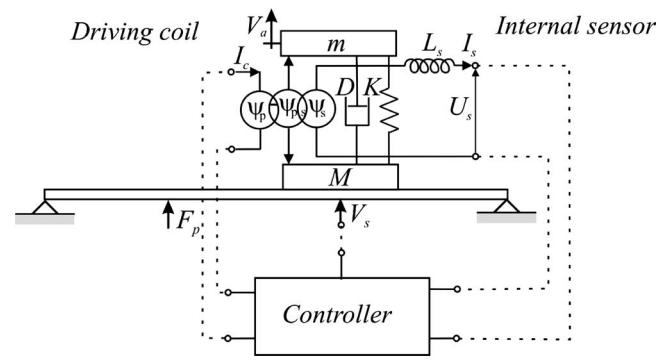 Driving coil
V_a
Internal sensor
m
L_s
I_s
I_c
D
K
Ψ_p
Ψ_ps
Ψ_s
U_s
M
F_p
V_s
Controller